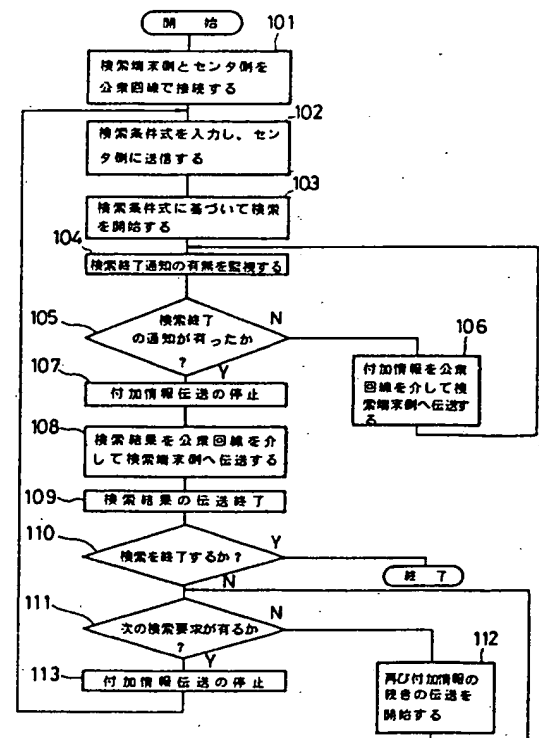 開 始
101
検索端末側とセンタ側を
公衆回線で接続する
102
検索条件式を入力し、セン
タ側に送信する
103
検索条件式に基づいて検索
を開始する
104
検索終了通知の有無を監視する
105
検索終了
の通知が有ったか
?
N
Y
106
付加情報を公衆
回線を介して検
索端末側へ伝送す
る
107
付加情報伝送の停止
108
検索結果を公衆回線を介
して検索端末側へ伝送する
109
検索結果の伝送終了
110
検索を終了するか?
Y
N
終 了
111
次の検索要求が有るか
?
N
Y
112
再び付加情報の
続きの伝送を
開始する
113
付加情報伝送の停止